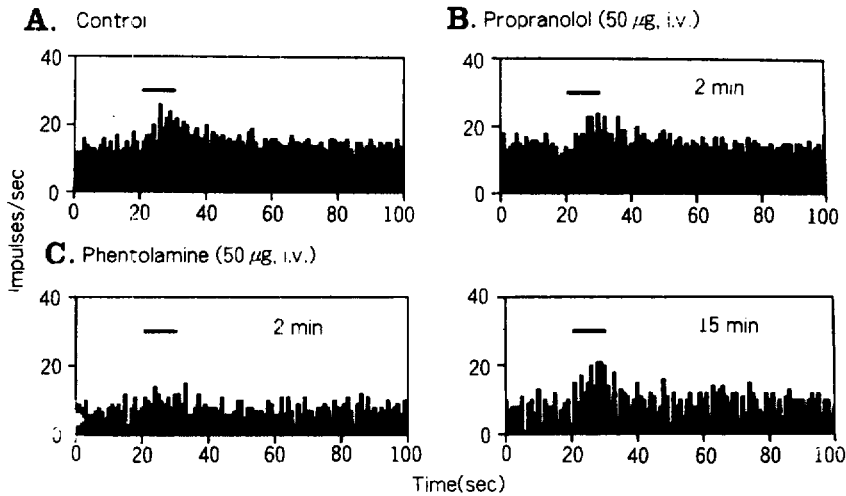 A. Control
B. Propranolol (50 μg, i.v.)
40
20
0
0 20 40 60 80 100
2 min
40
20
0
0 20 40 60 80 100
Impulses/sec
C. Phentolamine (50 μg, i.v.)
2 min
40
20
0
0 20 40 60 80 100
15 min
40
20
0
0 20 40 60 80 100
Time(sec)